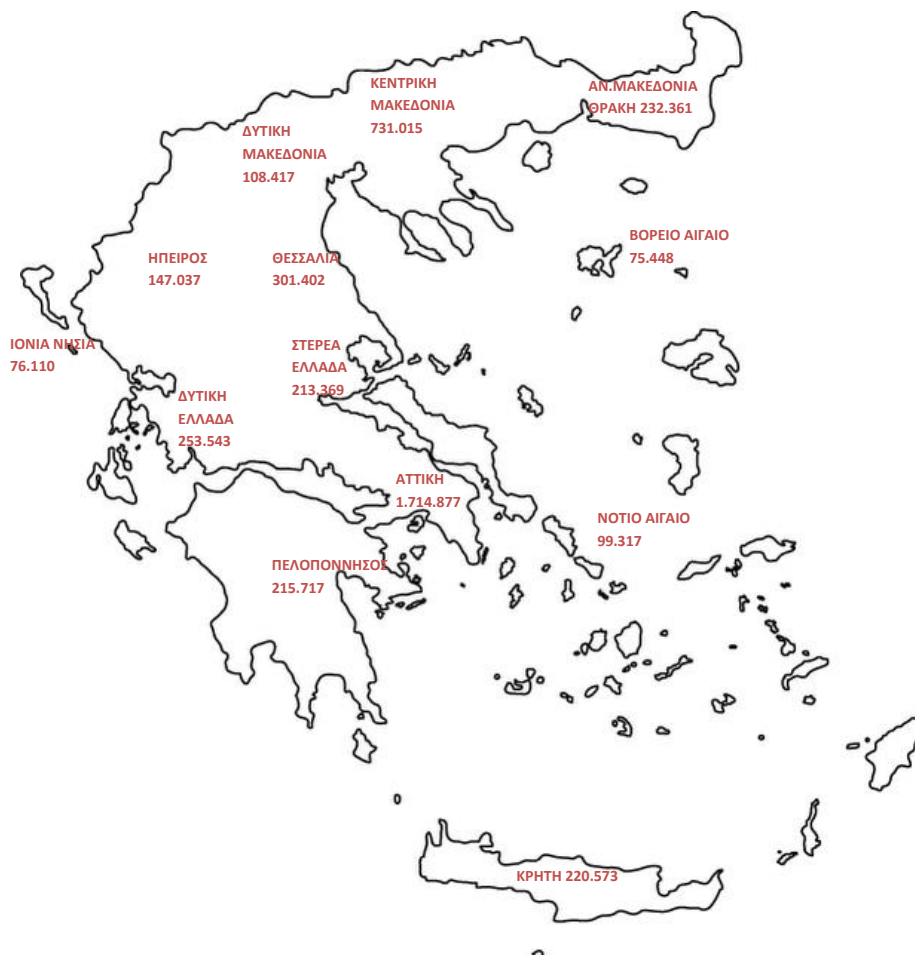 ΚΕΝΤΡΙΚΗ
ΜΑΚΕΔΟΝΙΑ
731.015
ΑΝ.ΜΑΚΕΔΟΝΙΑ
ΘΡΑΚΗ 232.361
ΔΥΤΙΚΗ
ΜΑΚΕΔΟΝΙΑ
108.417
ΗΠΕΙΡΟΣ
147.037
ΘΕΣΣΑΛΙΑ
301.402
ΒΟΡΕΙΟ ΑΙΓΑΙΟ
75.448
ΙΟΝΙΑ ΝΗΣΙΑ
76.110
ΣΤΕΡΕΑ
ΕΛΛΑΔΑ
213.369
ΔΥΤΙΚΗ
ΕΛΛΑΔΑ
253.543
ΑΤΤΙΚΗ
1.714.877
ΝΟΤΙΟ ΑΙΓΑΙΟ
99.317
ΠΕΛΟΠΟΝΝΗΣΟΣ
215.717
ΚΡΗΤΗ 220.573